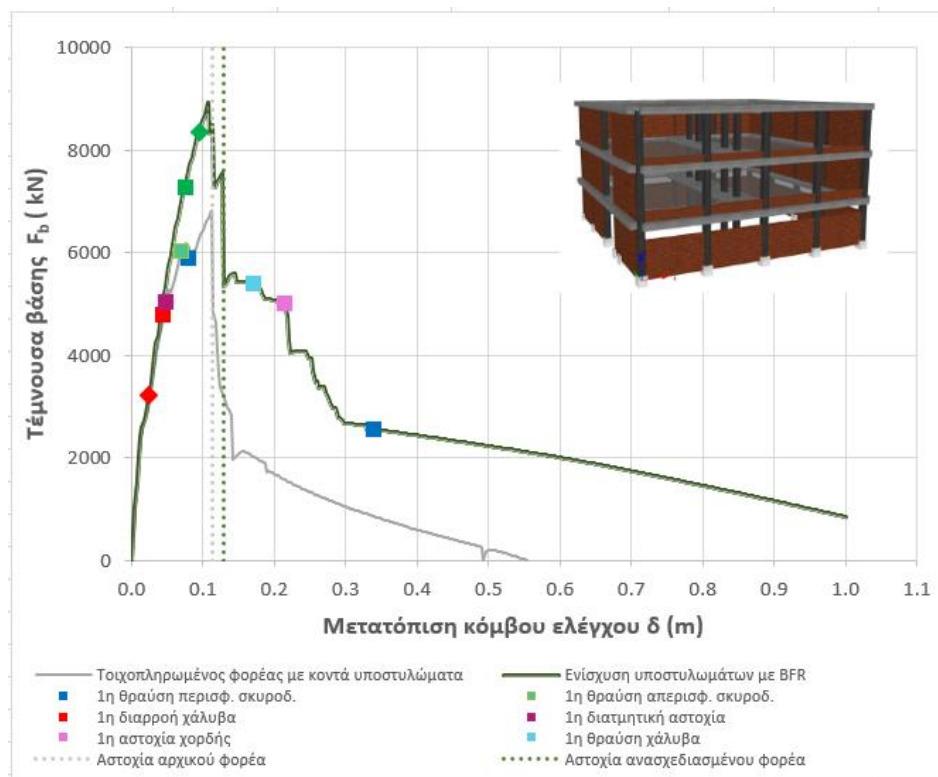 10000
8000
6000
4000
2000
0
Τέμνουσα βάσης F_b ( kN)
0.0 0.1 0.2 0.3 0.4 0.5 0.6 0.7 0.8 0.9 1.0 1.1
Μετατόπιση κόμβου ελέγχου δ (m)
Τοιχοπληρωμένος φορέας με κοντά υποστυλώματα
Ενίσχυση υποστυλωμάτων με BFR
1η θραύση περισφ. σκυροδ.
1η θραύση απερισφ. σκυροδ.
1η διαρροή χάλυβα
1η διατμητική αστοχία
1η αστοχία χορδής
1η θραύση χάλυβα
Αστοχία αρχικού φορέα
Αστοχία ανασχεδιασμένου φορέα